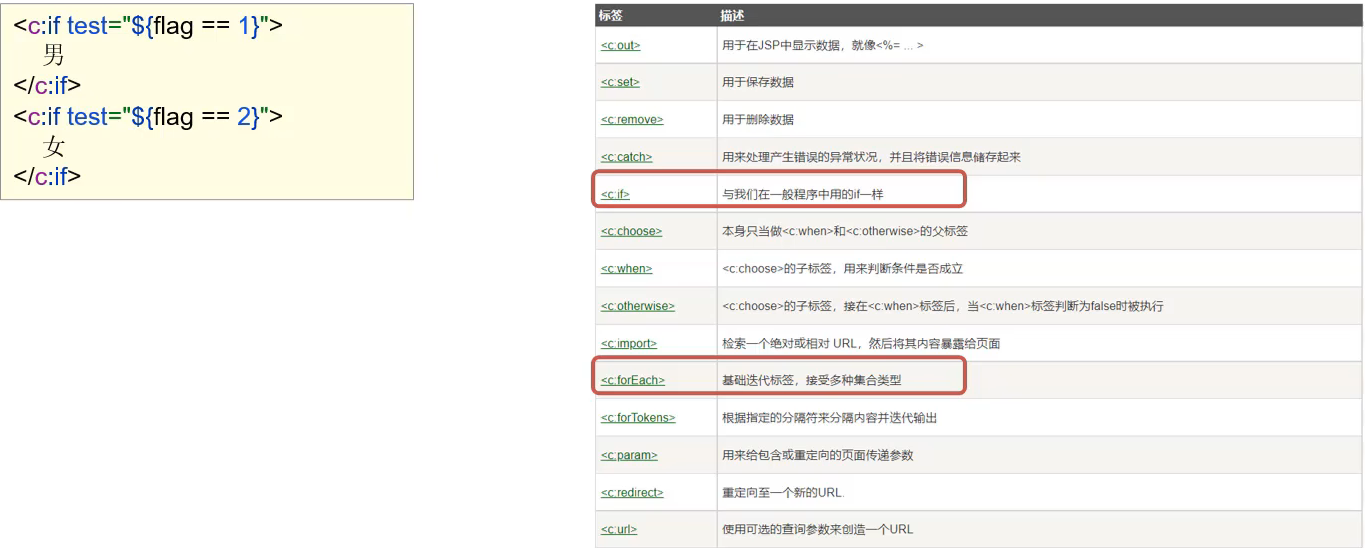 <c:if test="${flag == 1}">
男
</c:if>
<c:if test="${flag == 2}">
女
</c:if>
标签 描述
<c:out> 用于在JSP中显示数据，就像<%= ... >
<c:set> 用于保存数据
<c:remove> 用于删除数据
<c:catch> 用来处理产生错误的异常状况，并且将错误信息储存起来
<c:if> 与我们在一般程序中用的if一样
<c:choose> 本身只当做<c:when>和<c:otherwise>的父标签
<c:when> <c:choose>的子标签，用来判断条件是否成立
<c:otherwise> <c:choose>的子标签，接在<c:when>标签后，当<c:when>标签判断为false时被执行
<c:import> 检索一个绝对或相对 URL，然后将其内容暴露给页面
<c:forEach> 基础迭代标签，接受多种集合类型
<c:forTokens> 根据指定的分隔符来分隔内容并迭代输出
<c:param> 用来给包含或重定向的页面传递参数
<c:redirect> 重定向至一个新的URL.
<c:url> 使用可选的查询参数来创造一个URL